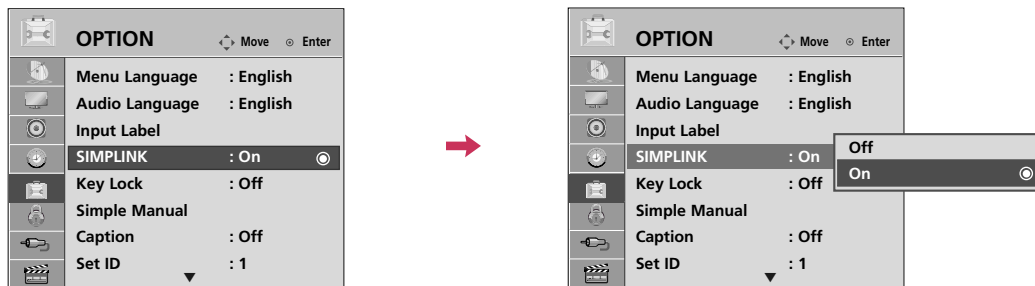 OPTION
Move Enter
Menu Language : English
Audio Language : English
Input Label
SIMPLINK : On
Key Lock : Off
Simple Manual
Caption : Off
Set ID : 1
OPTION
Move Enter
Menu Language : English
Audio Language : English
Input Label
SIMPLINK : On
Key Lock : Off
Simple Manual
Caption : Off
Set ID : 1
Off
On